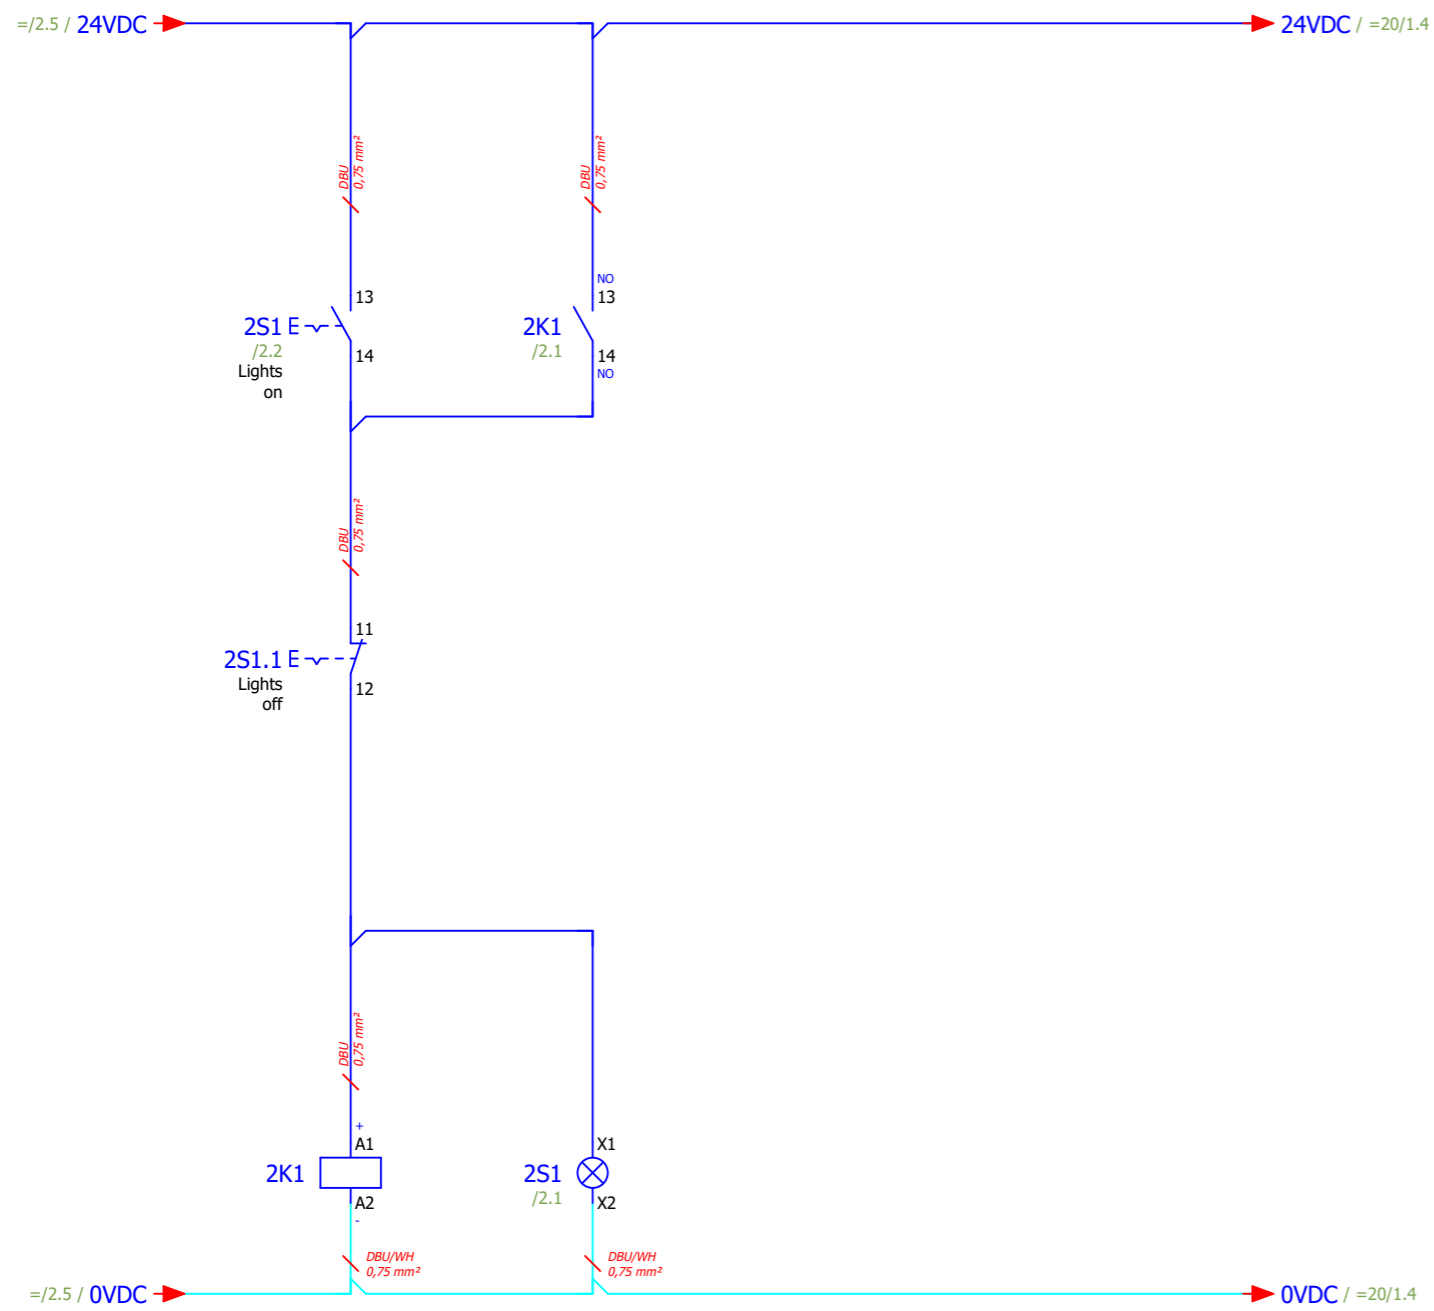 =/2.5 / 24VDC
24VDC / =20/1.4
DBU
0,75 mm²
DBU
0,75 mm²
NO
13
13
2S1
2K1
/2.2
/2.1
14
14
Lights
on
NO
DBU
0,75 mm²
11
2S1.1
Lights
off
12
DBU
0,75 mm²
+
A1
X1
2K1
2S1
/2.1
A2
X2
-
DBU/WH
0,75 mm²
DBU/WH
0,75 mm²
=/2.5 / 0VDC
0VDC / =20/1.4